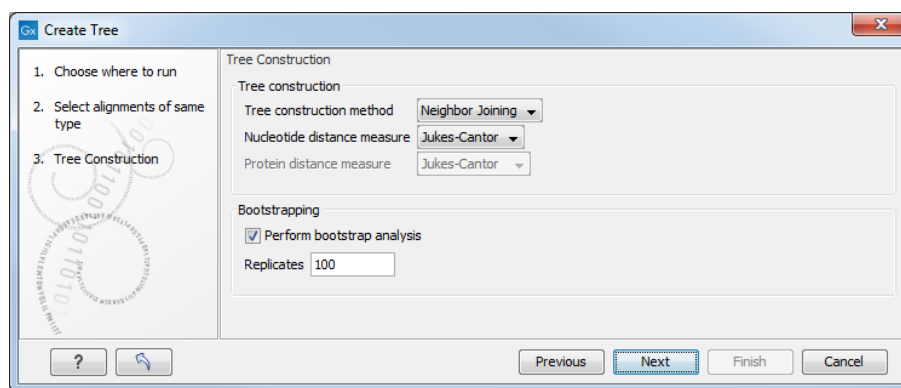 Gx Create Tree
X
1. Choose where to run
2. Select alignments of same
type
3. Tree Construction
Tree Construction
Tree construction
Tree construction method Neighbor Joining
Nucleotide distance measure Jukes-Cantor
Protein distance measure Jukes-Cantor
Bootstrapping
Perform bootstrap analysis
Replicates 100
? Previous Next Finish Cancel